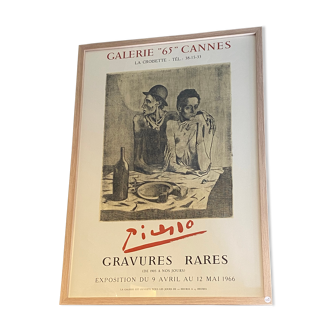 GALERIE "65" CANNES
LA CROISETTE - TÉL.
Picasso
GRAVURES RARES
EXPOSITION DU 9 AVRIL AU 12 MAI 1966